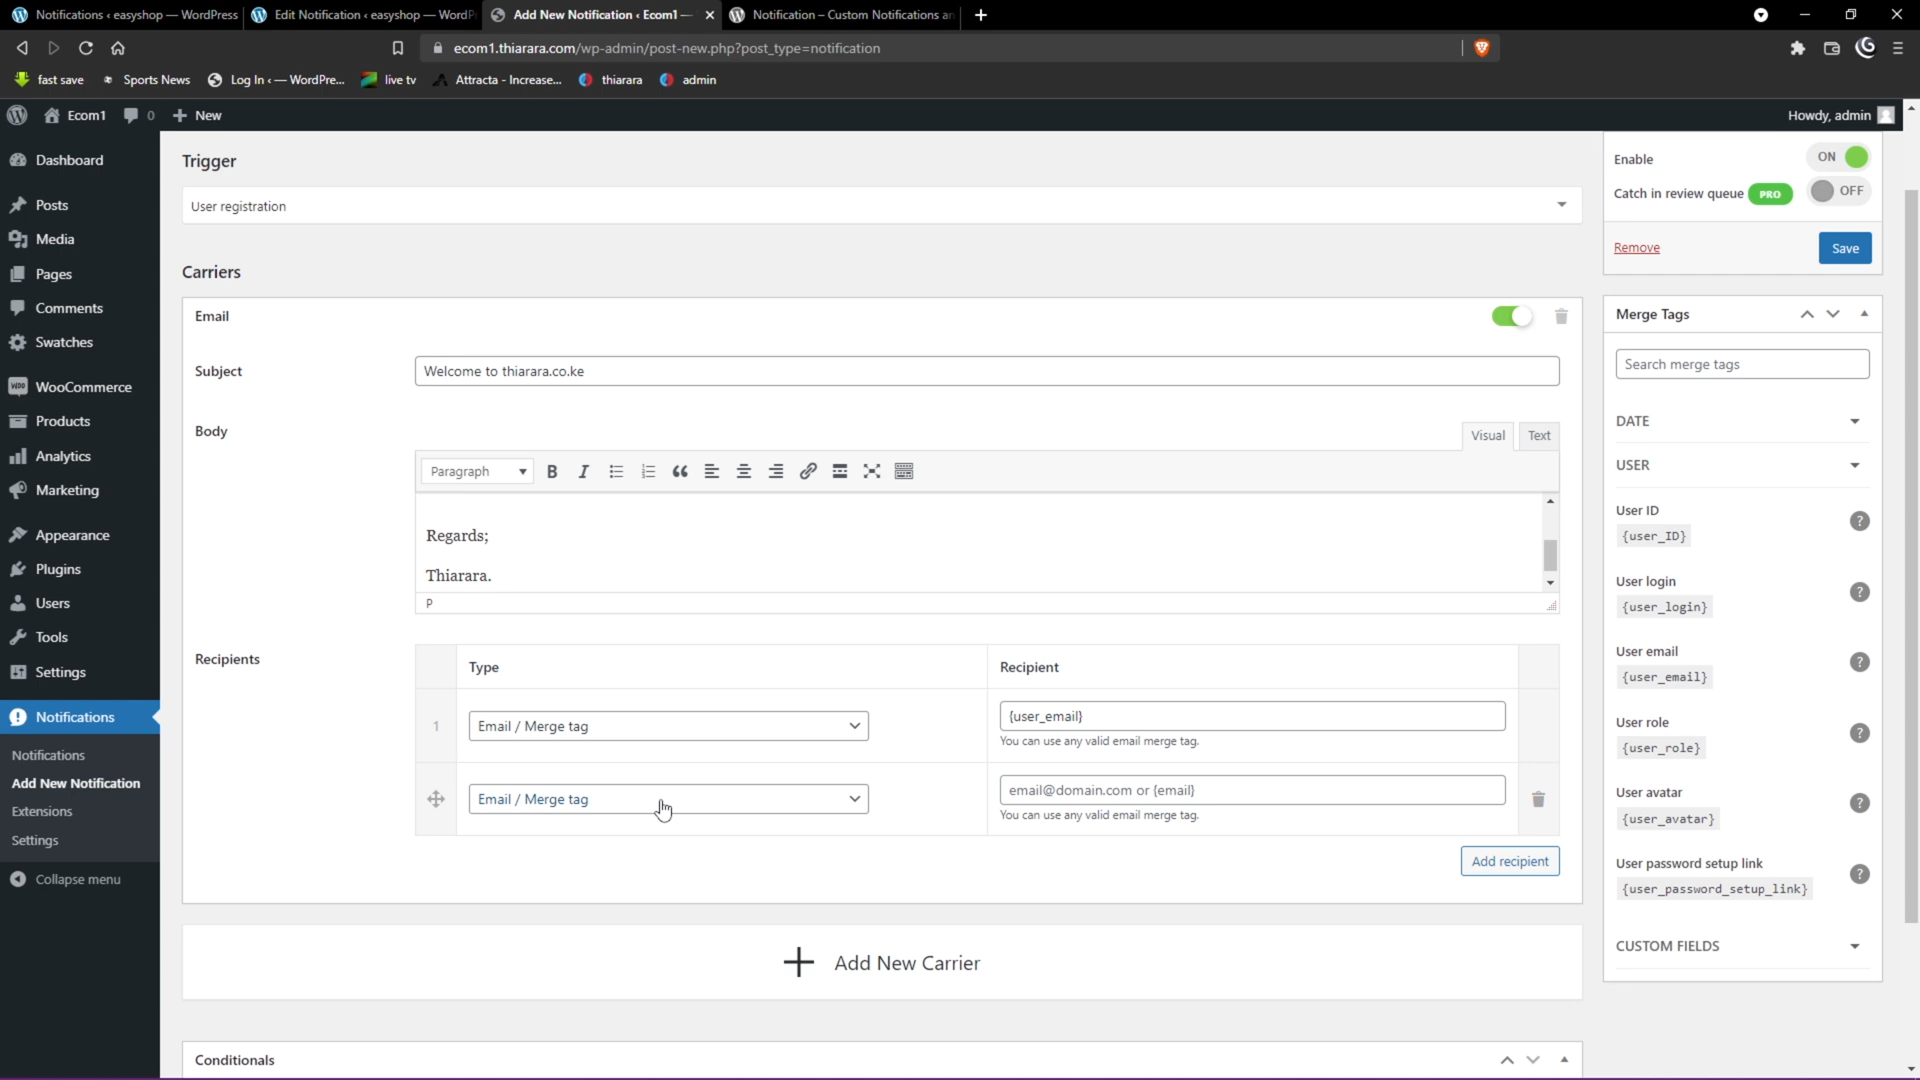 Notifications ‹ easyshop — WordPress
Edit Notification ‹ easyshop — WordP
Add New Notification ‹ Ecom1 —
Notification – Custom Notifications an
ecom1.thiarara.com/wp-admin/post-new.php?post_type=notification
fast save
Sports News
Log In ‹ — WordPre...
live tv
Attracta - Increase...
thiarara
admin
Ecom1
0
New
Howdy, admin
Dashboard
Posts
Media
Pages
Comments
Swatches
WooCommerce
Products
Analytics
Marketing
Appearance
Plugins
Users
Tools
Settings
Notifications
Notifications
Add New Notification
Extensions
Settings
Collapse menu
Trigger
User registration
Carriers
Email
Subject
Welcome to thiarara.co.ke
Body
Visual
Text
Paragraph
Regards;
Thiarara.
P
Recipients
Type
Recipient
1
Email / Merge tag
{user_email}
You can use any valid email merge tag.
Email / Merge tag
email@domain.com or {email}
You can use any valid email merge tag.
Add recipient
Add New Carrier
Conditionals
Enable
ON
Catch in review queue
PRO
OFF
Remove
Save
Merge Tags
Search merge tags
DATE
USER
User ID
{user_ID}
?
User login
{user_login}
?
User email
{user_email}
?
User role
{user_role}
?
User avatar
{user_avatar}
?
User password setup link
{user_password_setup_link}
?
CUSTOM FIELDS